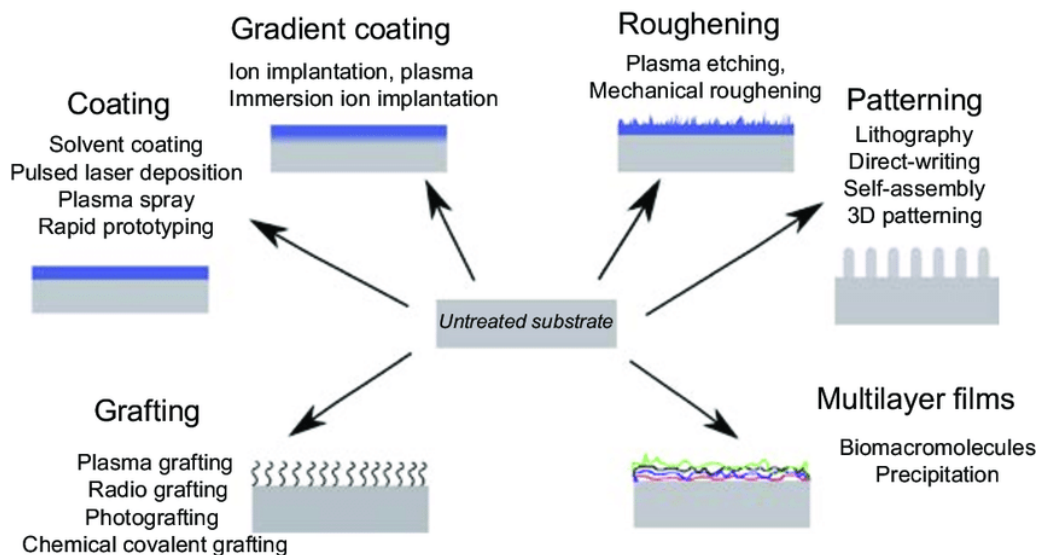 Gradient coating
Ion implantation, plasma
Immersion ion implantation
Roughening
Plasma etching,
Mechanical roughening
Coating
Solvent coating
Pulsed laser deposition
Plasma spray
Rapid prototyping
Patterning
Lithography
Direct-writing
Self-assembly
3D patterning
Untreated substrate
Grafting
Plasma grafting
Radio grafting
Photografting
Chemical covalent grafting
Multilayer films
Biomacromolecules
Precipitation